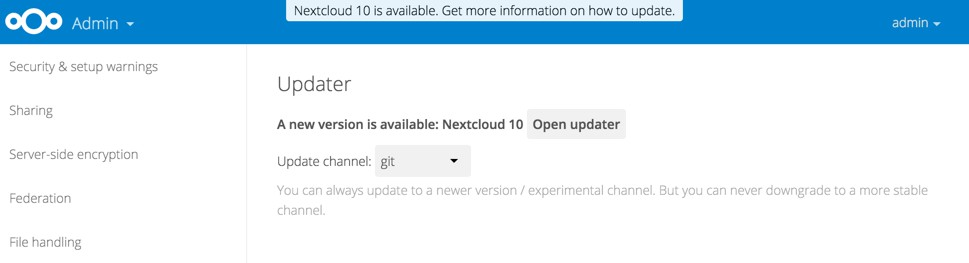 Nextcloud 10 is available. Get more information on how to update.
Admin
admin
Security & setup warnings
Sharing
Server-side encryption
Federation
File handling
Updater
A new version is available: Nextcloud 10 Open updater
Update channel: git
You can always update to a newer version / experimental channel. But you can never downgrade to a more stable
channel.